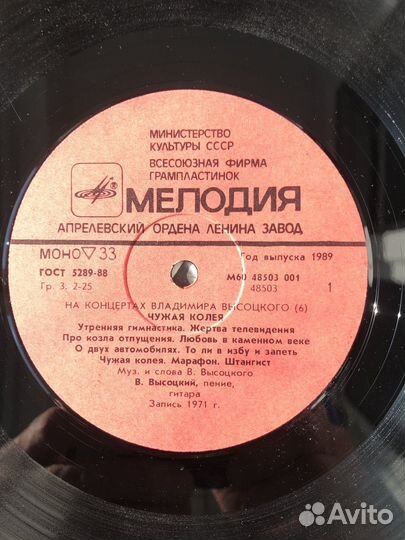 МИНИСТЕРСТВО
КУЛЬТУРЫ СССР
ВСЕСОЮЗНАЯ ФИРМА
ГРАМПЛАСТИНОК
МЕЛОДИЯ
АПРЕЛЕВСКИЙ ОРДЕНА ЛЕНИНА ЗАВОД
МОНО ▽ 33
Год выпуска 1989
ГОСТ 5289-88
М60 48503 001
Гр. 3. 2-25
48503
1
НА КОНЦЕРТАХ ВЛАДИМИРА ВЫСОЦКОГО (6)
ЧУЖАЯ КОЛЕЯ
Утренняя гимнастика. Жертва телевидения
Про козла отпущения. Любовь в каменном веке
О двух автомобилях. То ли в избу и запеть
Чужая колея. Марафон. Штангист
Муз. и слова В. Высоцкого
В. Высоцкий, пение,
гитара
Запись 1971 г.
Avito